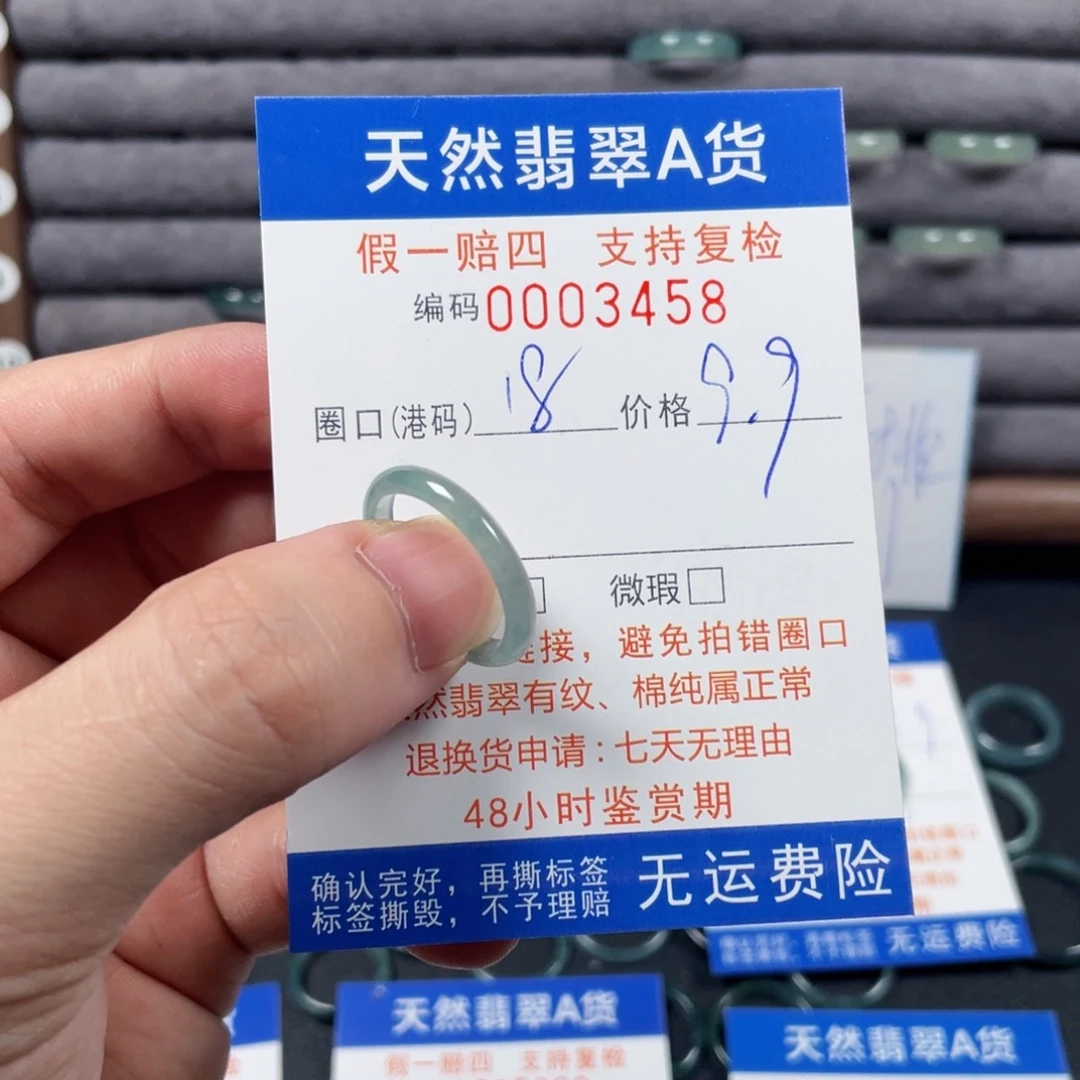 天然翡翠A货
假一赔四 支持复检
编码0003458
圈口(港码) 18 价格 9.9
微瑕
接，避免拍错圈口
然翡翠有纹、棉纯属正常
退换货申请：七天无理由
48小时鉴赏期
确认完好，再撕标签
标签撕毁，不予理赔
无运费险
无运费险
天然翡翠A货
假一赔四 支持复检
天然翡翠A货